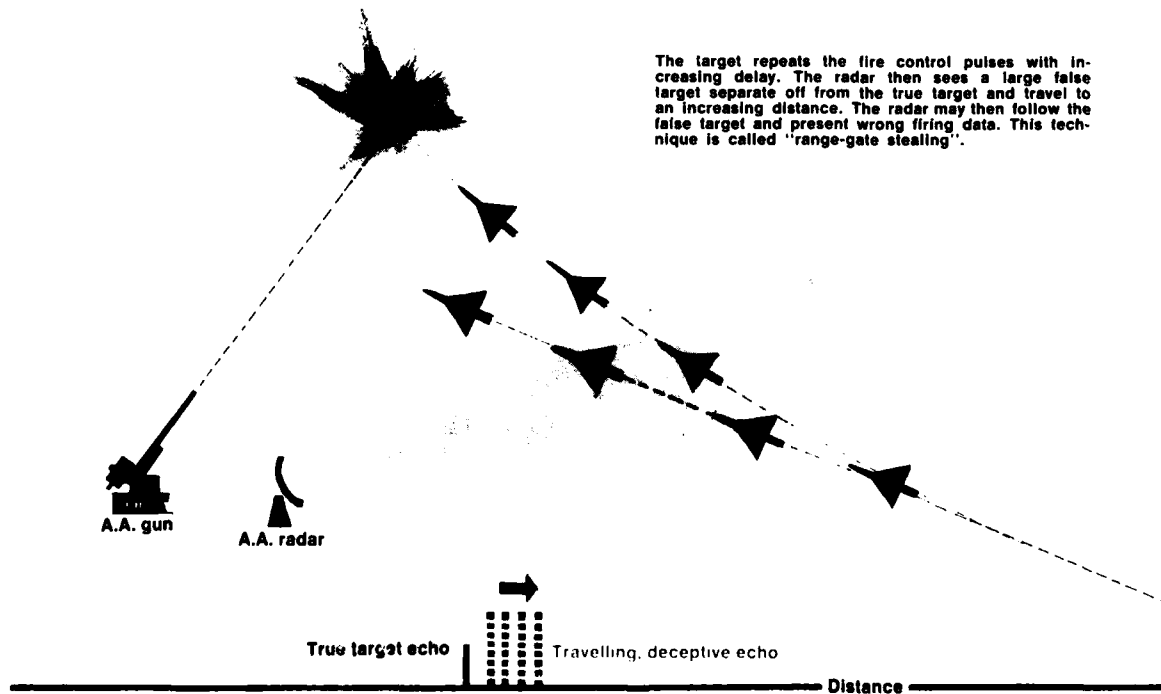 The target repeats the fire control pulses with in-
creasing delay. The radar then sees a large false
target separate off from the true target and travel to
an increasing distance. The radar may then follow the
false target and present wrong firing data. This tech-
nique is called "range-gate stealing".
A.A. gun
A.A. radar
True target echo
Travelling, deceptive echo
Distance